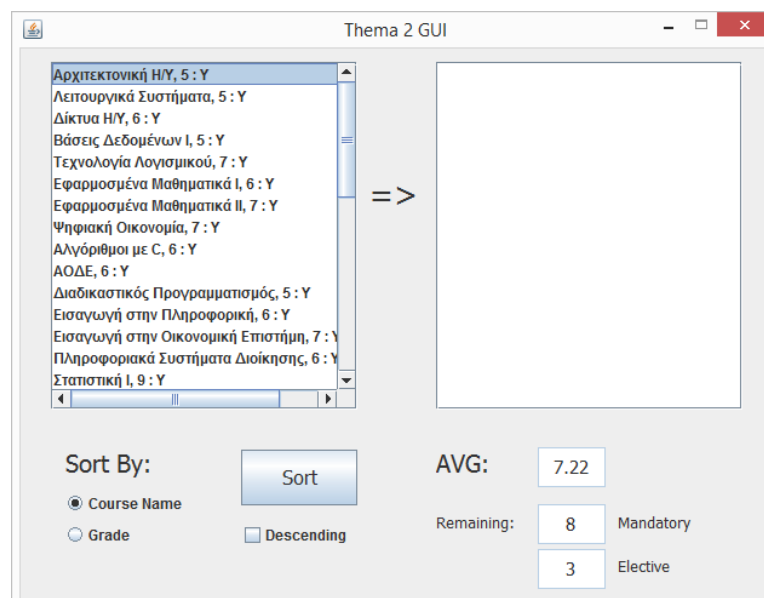 Thema 2 GUI
Αρχιτεκτονική Η/Υ, 5 : Υ
Λειτουργικά Συστήματα, 5 : Υ
Δίκτυα Η/Υ, 6 : Υ
Βάσεις Δεδομένων Ι, 5 : Υ
Τεχνολογία Λογισμικού, 7 : Υ
Εφαρμοσμένα Μαθηματικά Ι, 6 : Υ
Εφαρμοσμένα Μαθηματικά ΙΙ, 7 : Υ
Ψηφιακή Οικονομία, 7 : Υ
Αλγόριθμοι με C, 6 : Υ
ΑΟΔΕ, 6 : Υ
Διαδικαστικός Προγραμματισμός, 5 : Υ
Εισαγωγή στην Πληροφορική, 6 : Υ
Εισαγωγή στην Οικονομική Επιστήμη, 7 : Υ
Πληροφοριακά Συστήματα Διοίκησης, 6 : Υ
Στατιστική Ι, 9 : Υ
=>
Sort By:
Course Name
Grade
Sort
Descending
AVG: 7.22
Remaining: 8 Mandatory
3 Elective